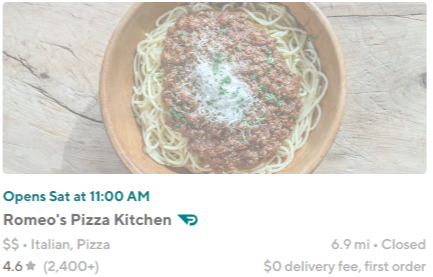 Opens Sat at 11:00 AM
Romeo's Pizza Kitchen
$$ • Italian, Pizza 6.9 mi • Closed
4.6★ (2,400+) $0 delivery fee, first order